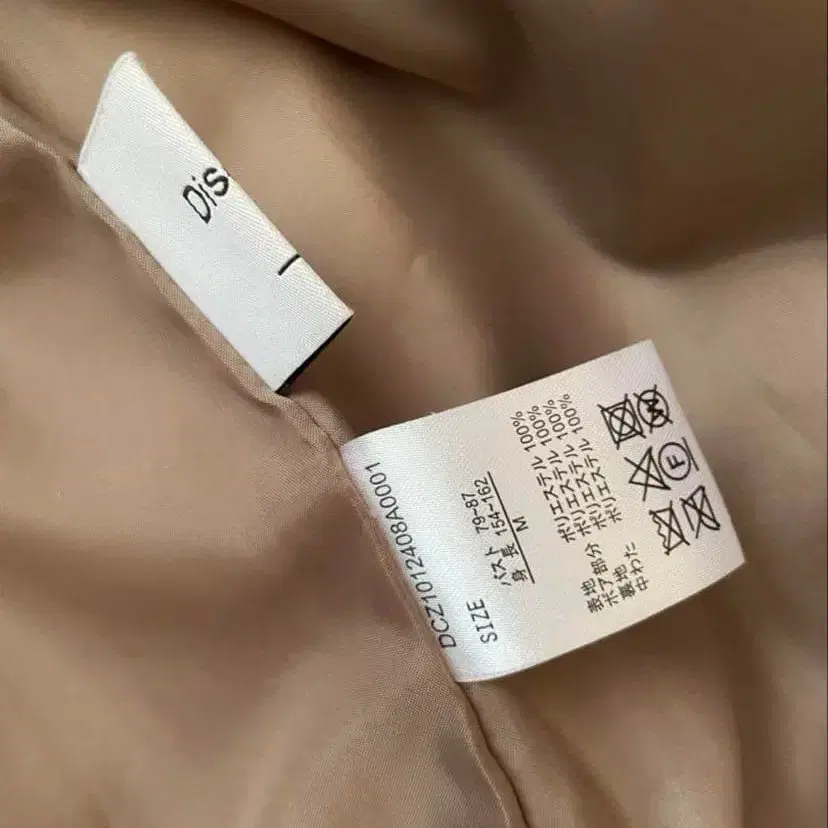 Dis
DCZ1012408A0001
SIZE
バスト 79-87
身長 154-162
M
表地 ポリエステル 100%
ボア部分 ポリエステル 100%
裏地 ポリエステル 100%
中わた ポリエステル 100%
F
W